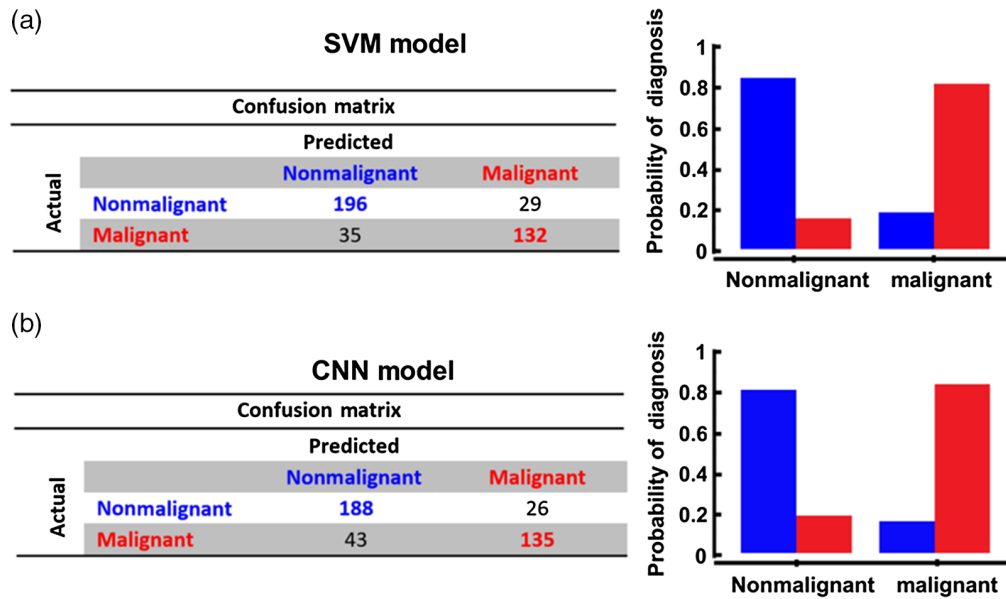 (a)
SVM model
Confusion matrix
Predicted
Actual
Nonmalignant Malignant
Nonmalignant 196 29
Malignant 35 132
Probability of diagnosis
1
0.8
0.6
0.4
0.2
0
Nonmalignant malignant
(b)
CNN model
Confusion matrix
Predicted
Actual
Nonmalignant Malignant
Nonmalignant 188 26
Malignant 43 135
Probability of diagnosis
1
0.8
0.6
0.4
0.2
0
Nonmalignant malignant